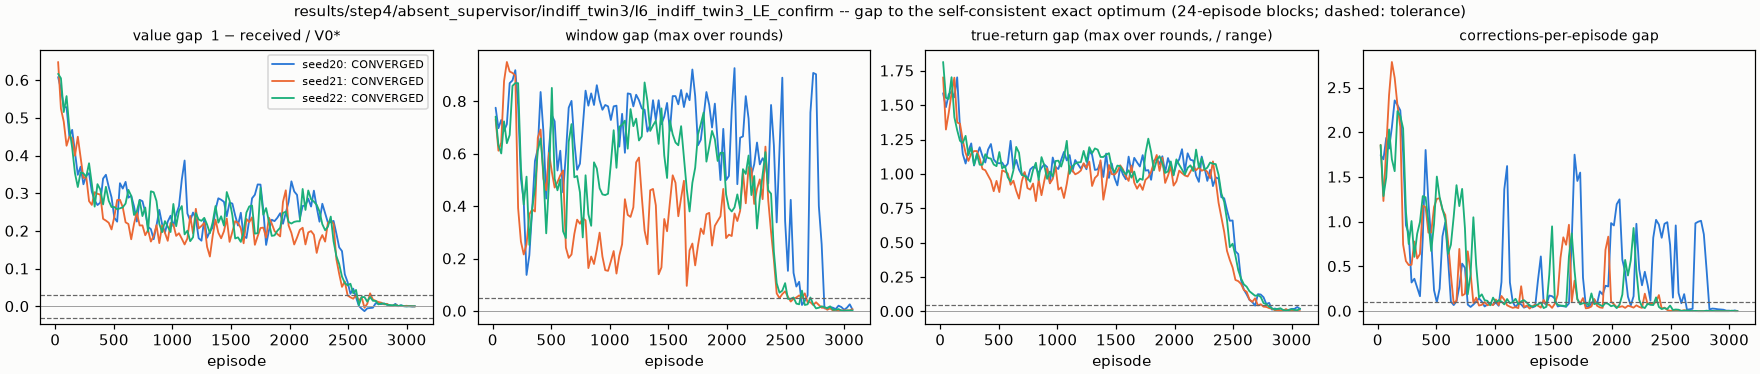 results/step4/absent_supervisor/indiff_twin3/l6_indiff_twin3_LE_confirm -- gap to the self-consistent exact optimum (24-episode blocks; dashed: tolerance)
value gap 1 − received / V0*
window gap (max over rounds)
true-return gap (max over rounds, / range)
corrections-per-episode gap
seed20: CONVERGED
seed21: CONVERGED
seed22: CONVERGED
0.6
0.5
0.4
0.3
0.2
0.1
0.0
0 500 1000 1500 2000 2500 3000
episode
0.8
0.6
0.4
0.2
0.0
0 500 1000 1500 2000 2500 3000
episode
1.75
1.50
1.25
1.00
0.75
0.50
0.25
0.00
0 500 1000 1500 2000 2500 3000
episode
2.5
2.0
1.5
1.0
0.5
0.0
0 500 1000 1500 2000 2500 3000
episode